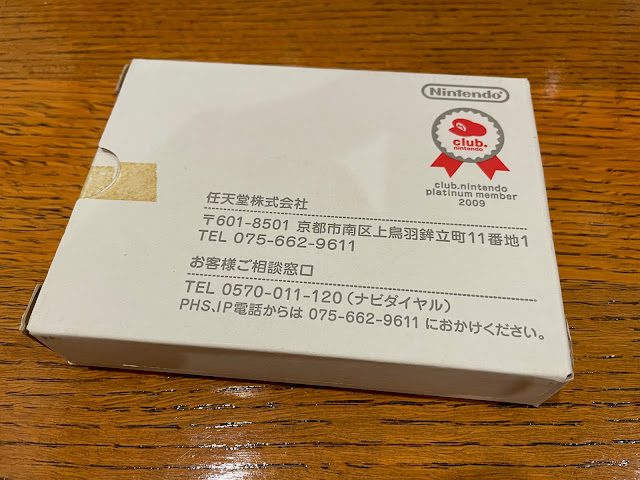 Nintendo
club.
nintendo
club.nintendo
platinum member
2009
任天堂株式会社
〒601-8501 京都市南区上鳥羽鉾立町11番地1
TEL 075-662-9611
お客様ご相談窓口
TEL 0570-011-120(ナビダイヤル)
PHS、IP電話からは 075-662-9611 におかけください。